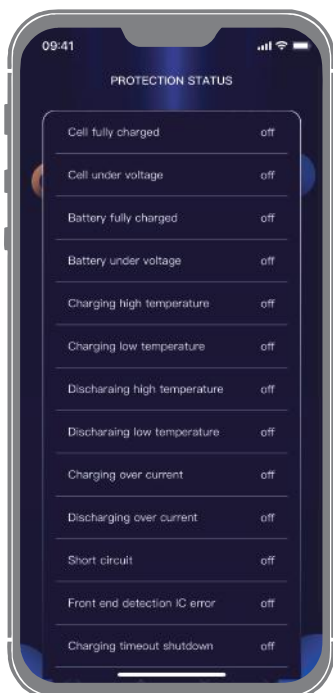 09:41
PROTECTION STATUS
Cell fully charged off
Cell under voltage off
Battery fully charged off
Battery under voltage off
Charging high temperature off
Charging low temperature off
Discharaing high temperature off
Discharaing low temperature off
Charging over current off
Discharging over current off
Short circuit off
Front end detection IC error off
Charging timeout shutdown off